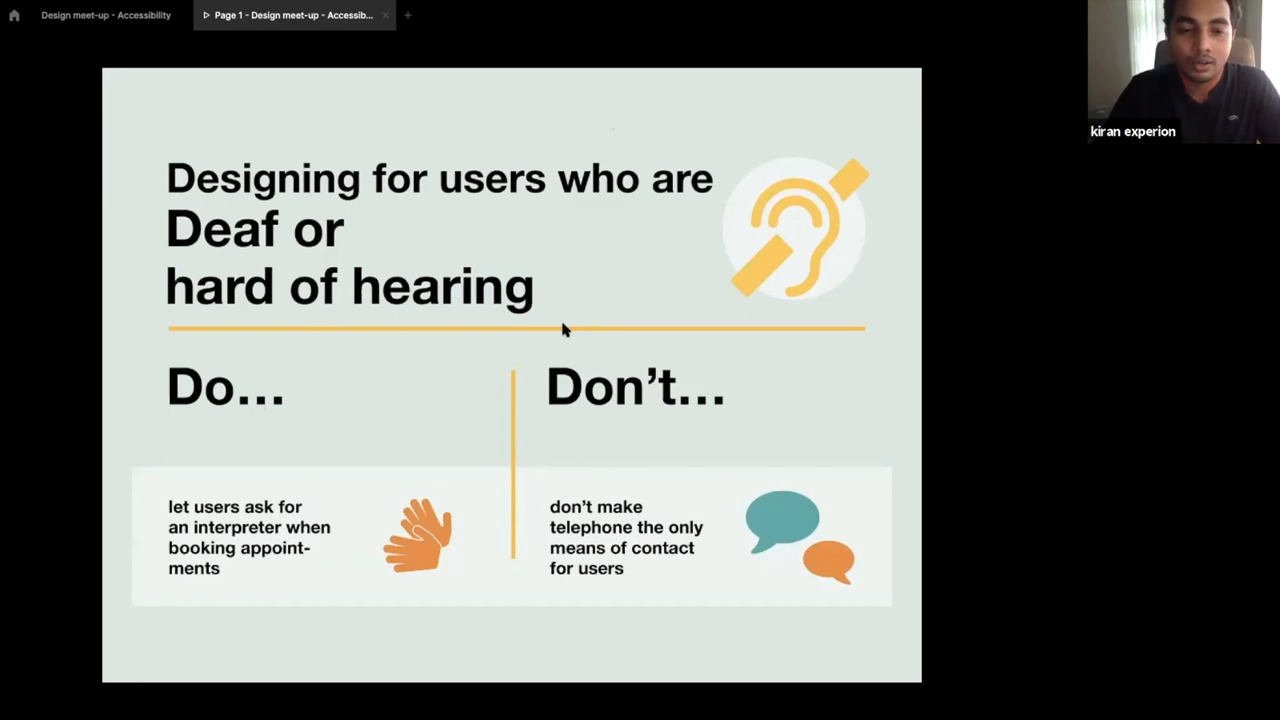 Design meet-up - Accessibility
Page 1 - Design meet-up - Accessib...
kiran experion
Designing for users who are
Deaf or
hard of hearing
Do...
Don't...
let users ask for
an interpreter when
booking appoint-
ments
don't make
telephone the only
means of contact
for users